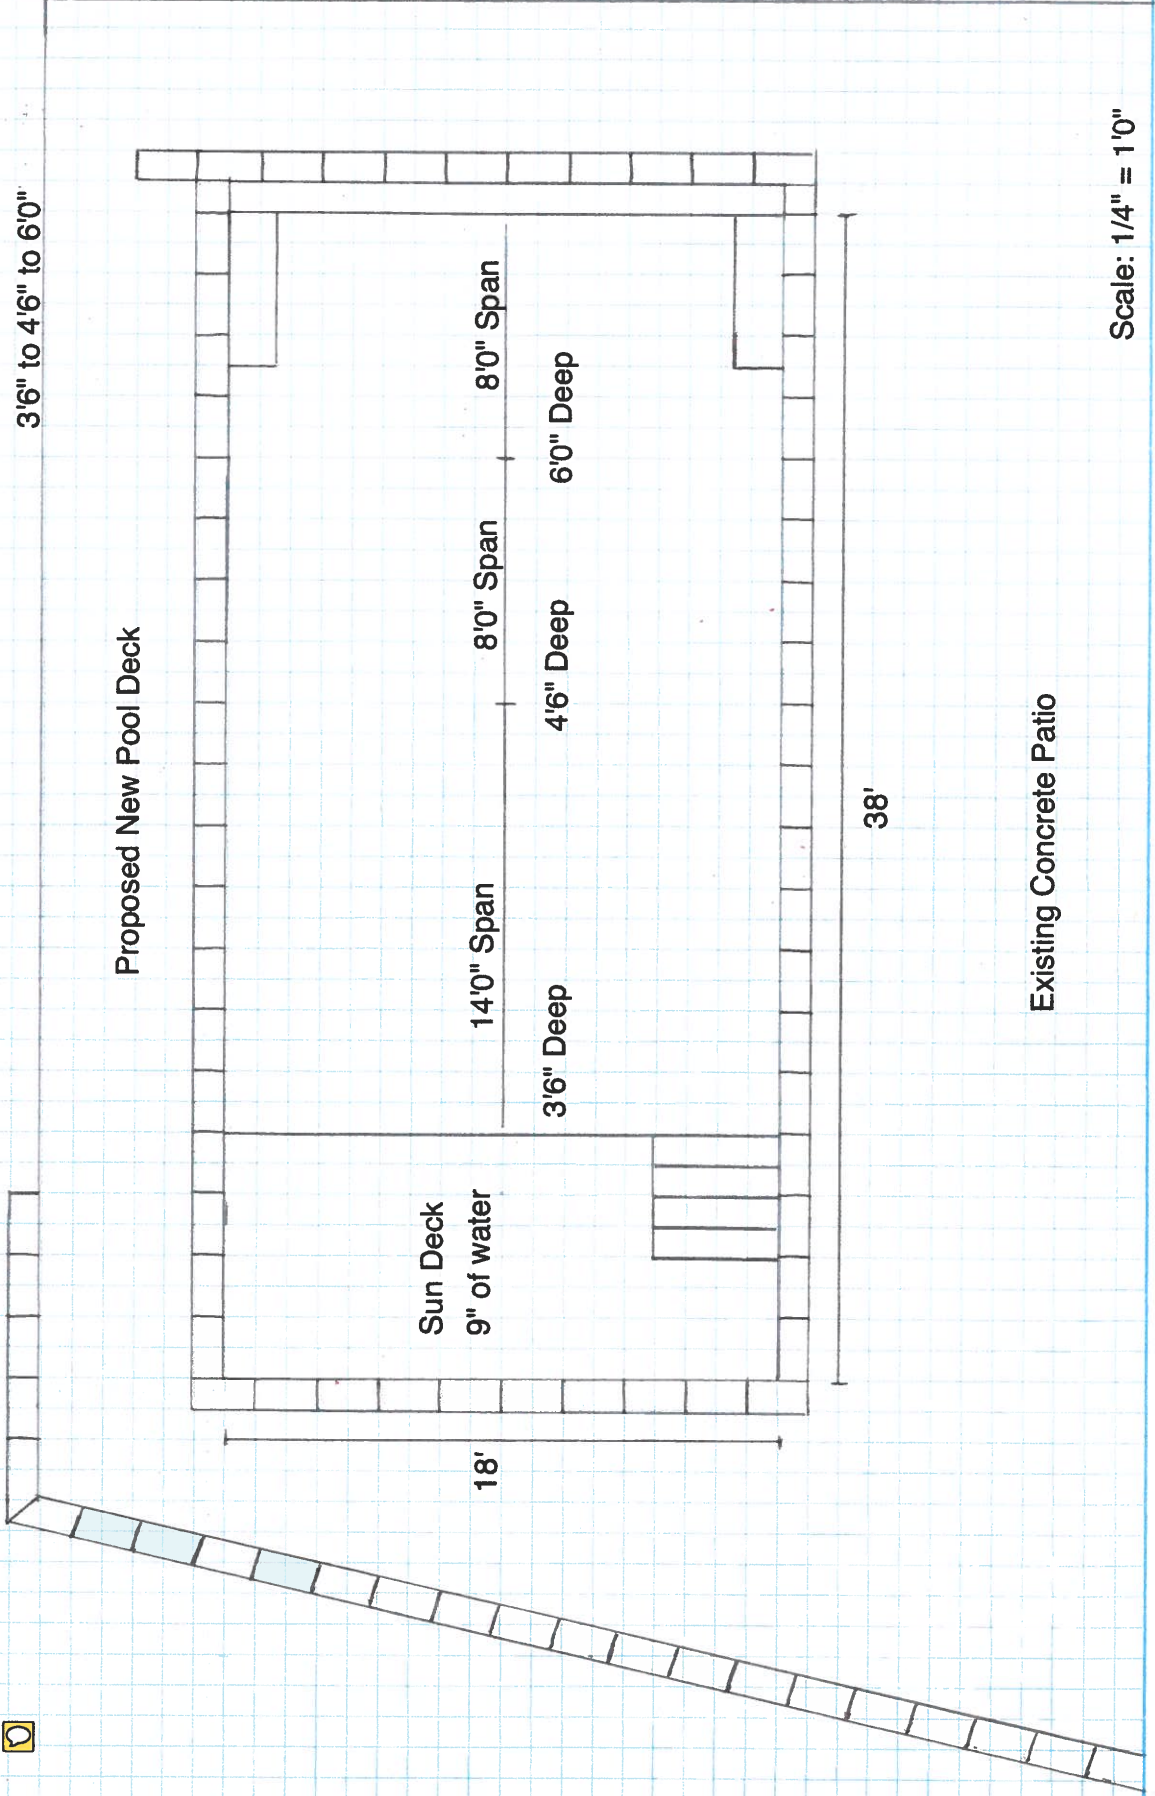 3'6" to 4'6" to 6'0"
Proposed New Pool Deck
Sun Deck
9" of water
18'
14'0" Span
8'0" Span
8'0" Span
3'6" Deep
4'6" Deep
6'0" Deep
38'
Existing Concrete Patio
Scale: 1/4" = 1'0"